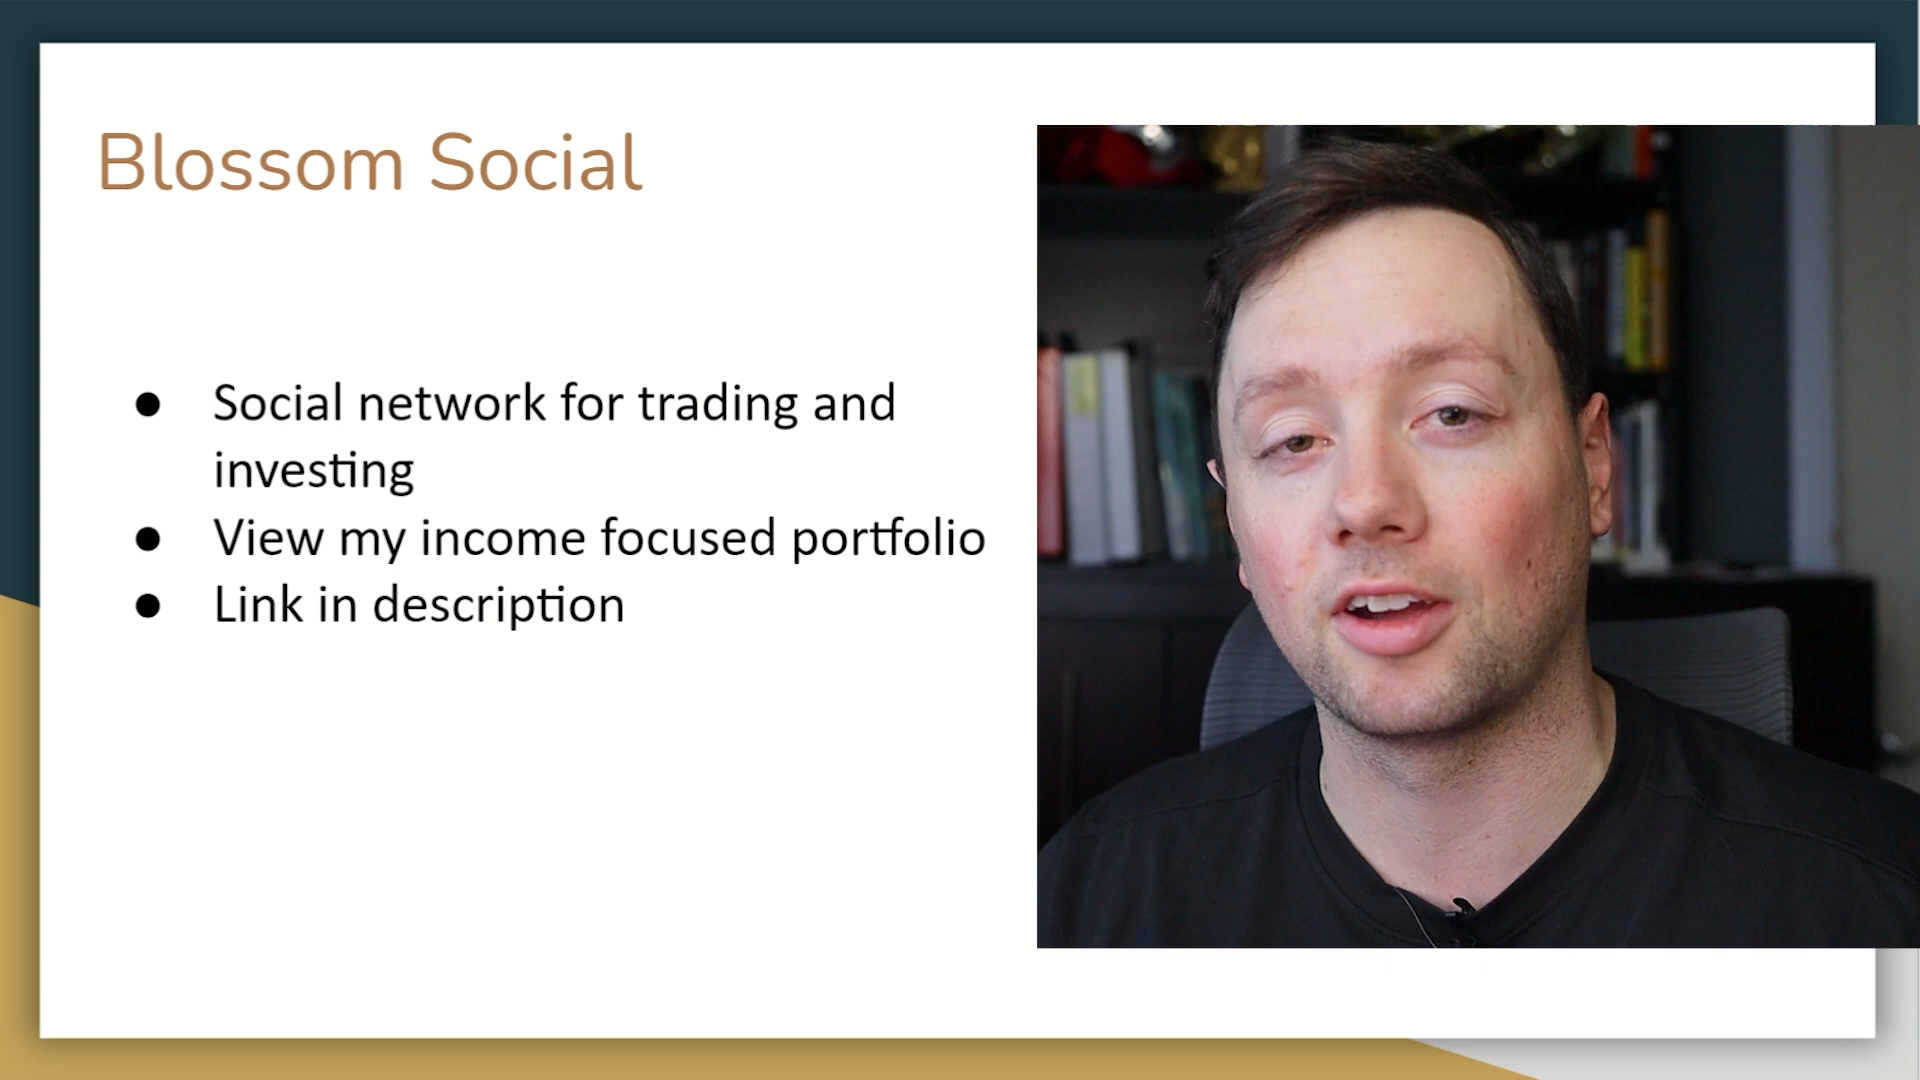 Blossom Social
● Social network for trading and
investing
● View my income focused portfolio
● Link in description